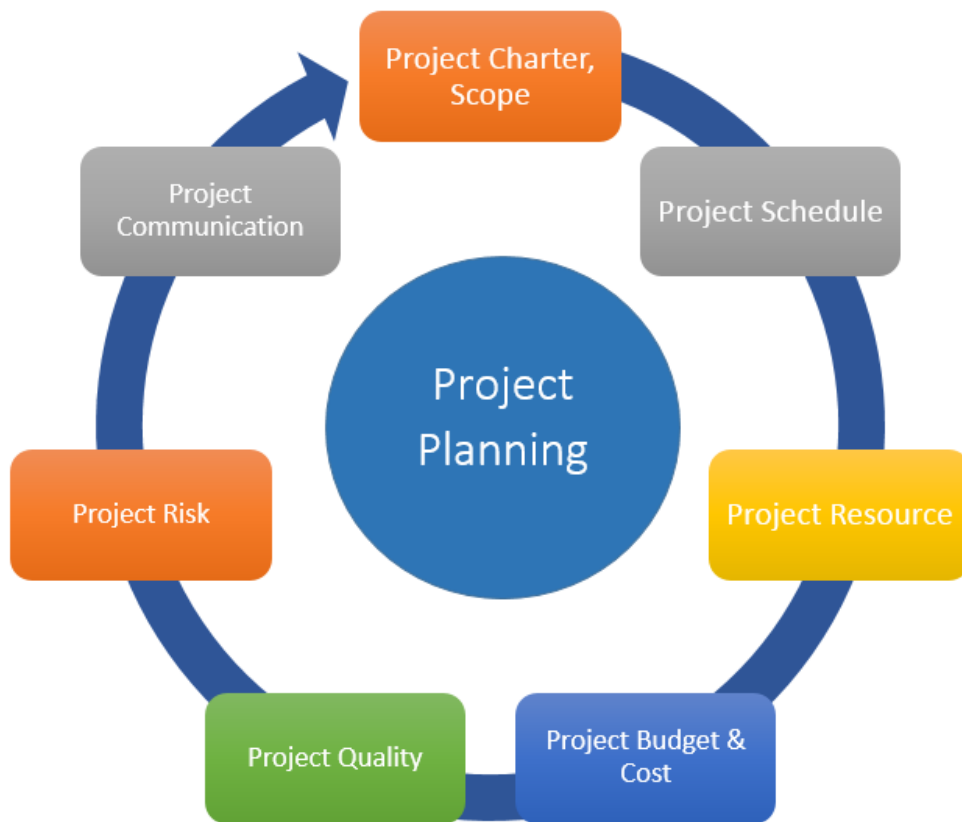 Project Charter,
Scope
Project Schedule
Project Resource
Project Budget &
Cost
Project Quality
Project Risk
Project
Communication
Project
Planning